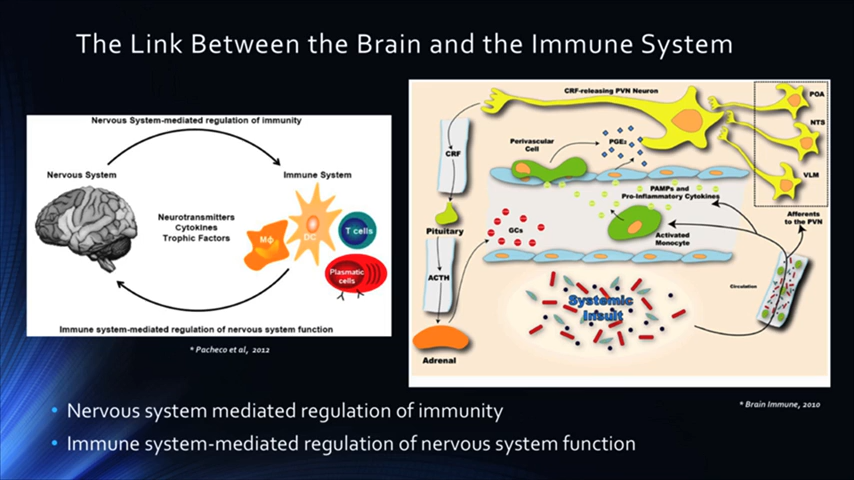 The Link Between the Brain and the Immune System
Nervous System-mediated regulation of immunity
Nervous System
Immune System
Neurotransmitters
Cytokines
Trophic Factors
MΦ
DC
T cells
Plasmatic
cells
Immune system-mediated regulation of nervous system function
* Pacheco et al, 2012
CRF-releasing PVN Neuron
POA
NTS
VLM
Afferents
to the PVN
CRF
Perivascular
Cell
PGE₂
PAMPs and
Pro-Inflammatory Cytokines
Pituitary
GCs
Activated
Monocyte
ACTH
Circulation
Systemic
Insult
Adrenal
* Brain Immune, 2010
• Nervous system mediated regulation of immunity
• Immune system-mediated regulation of nervous system function